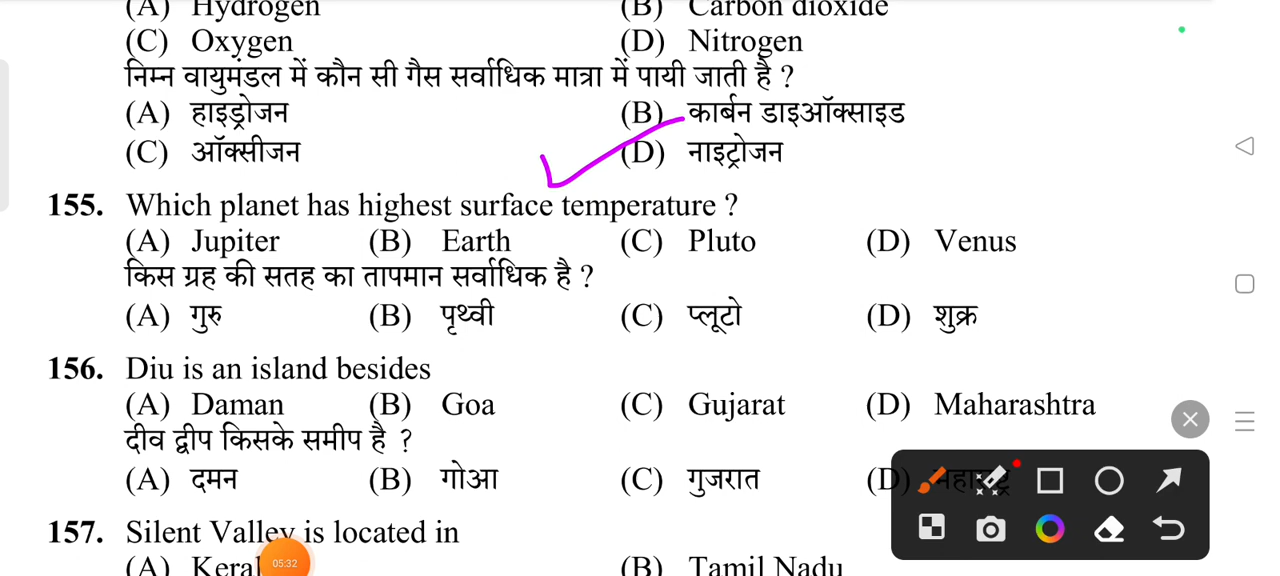 (A) Hydrogen (B) Carbon dioxide
(C) Oxygen (D) Nitrogen
निम्न वायुमंडल में कौन सी गैस सर्वाधिक मात्रा में पायी जाती है ?
(A) हाइड्रोजन (B) कार्बन डाइऑक्साइड
(C) ऑक्सीजन (D) नाइट्रोजन
155. Which planet has highest surface temperature ?
(A) Jupiter (B) Earth (C) Pluto (D) Venus
किस ग्रह की सतह का तापमान सर्वाधिक है ?
(A) गुरु (B) पृथ्वी (C) प्लूटो (D) शुक्र
156. Diu is an island besides
(A) Daman (B) Goa (C) Gujarat (D) Maharashtra
दीव द्वीप किसके समीप है ?
(A) दमन (B) गोआ (C) गुजरात (D)
157. Silent Valley is located in
(A) (B) Tamil Nadu
05:32